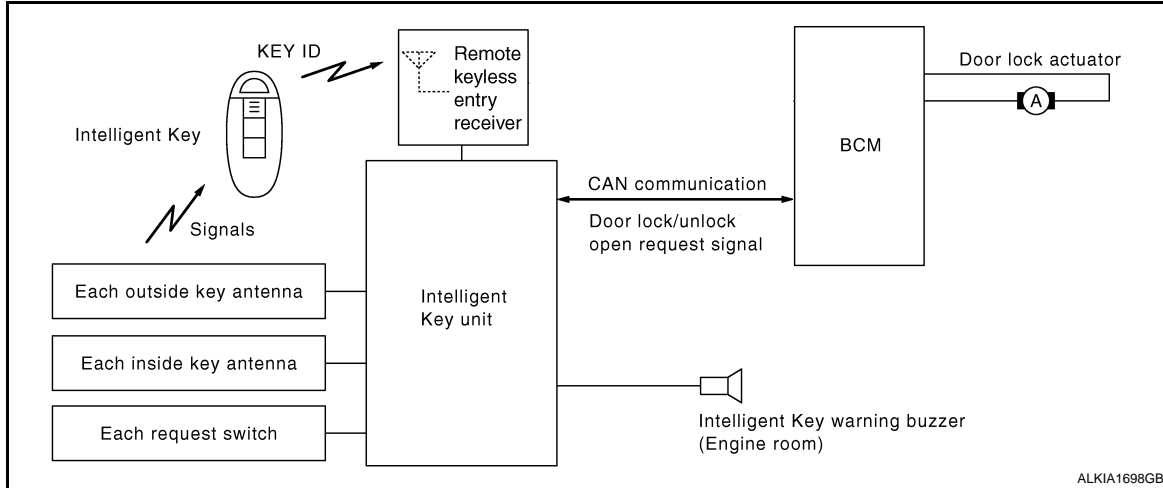 KEY ID
Remote
keyless
entry
receiver
Intelligent Key
Signals
Each outside key antenna
Each inside key antenna
Each request switch
Intelligent
Key unit
CAN communication
Door lock/unlock
open request signal
BCM
Door lock actuator
A
Intelligent Key warning buzzer
(Engine room)
ALKIA1698GB